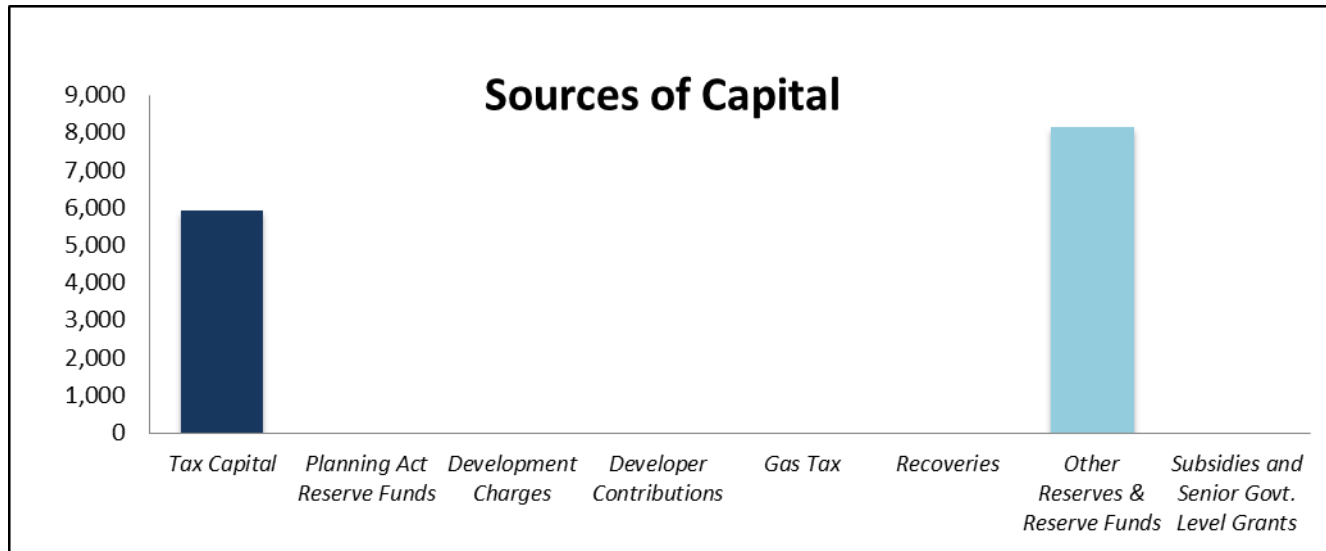 Sources of Capital
9,000
8,000
7,000
6,000
5,000
4,000
3,000
2,000
1,000
0
Tax Capital
Planning Act
Reserve Funds
Development
Charges
Developer
Contributions
Gas Tax
Recoveries
Other
Reserves &
Reserve Funds
Subsidies and
Senior Govt.
Level Grants